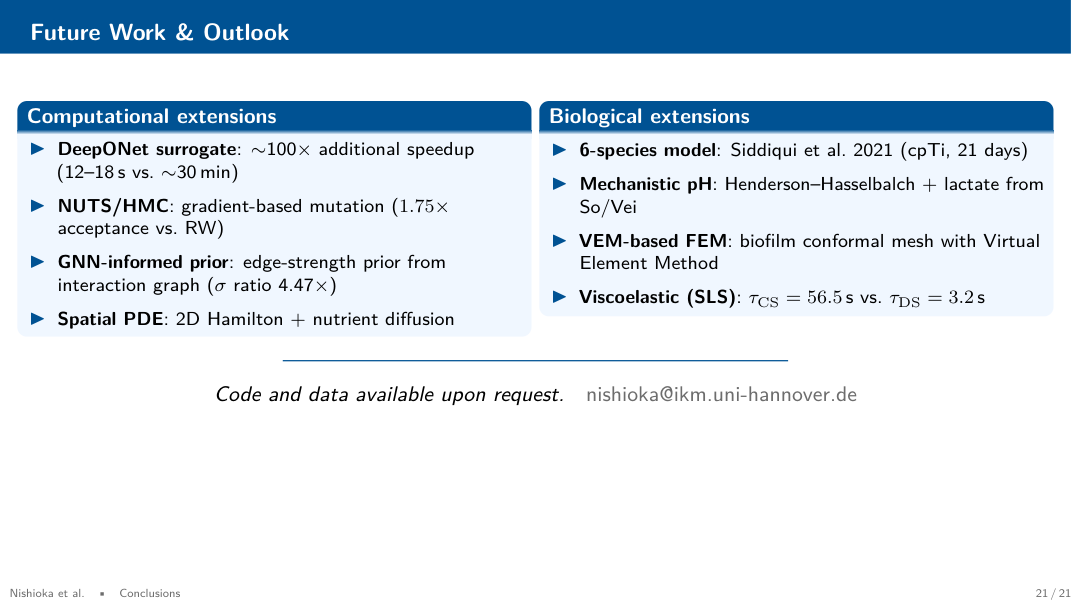 Future Work & Outlook
Computational extensions
▶ DeepONet surrogate: ∼100× additional speedup
(12–18 s vs. ∼30 min)
▶ NUTS/HMC: gradient-based mutation (1.75×
acceptance vs. RW)
▶ GNN-informed prior: edge-strength prior from
interaction graph (σ ratio 4.47×)
▶ Spatial PDE: 2D Hamilton + nutrient diffusion
Biological extensions
▶ 6-species model: Siddiqui et al. 2021 (cpTi, 21 days)
▶ Mechanistic pH: Henderson–Hasselbalch + lactate from
So/Vei
▶ VEM-based FEM: biofilm conformal mesh with Virtual
Element Method
▶ Viscoelastic (SLS): τCS = 56.5 s vs. τDS = 3.2 s
Code and data available upon request. nishioka@ikm.uni-hannover.de
Nishioka et al. ▪ Conclusions
21 / 21